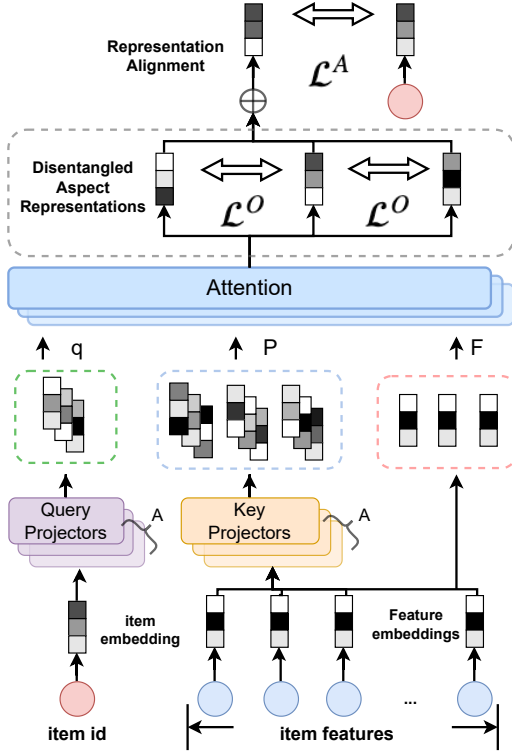 Representation
Alignment
ℒ^A
Disentangled
Aspect
Representations
ℒ^O
ℒ^O
Attention
q
P
F
Query
Projectors
A
Key
Projectors
A
item
embedding
Feature
embeddings
...
item id
item features